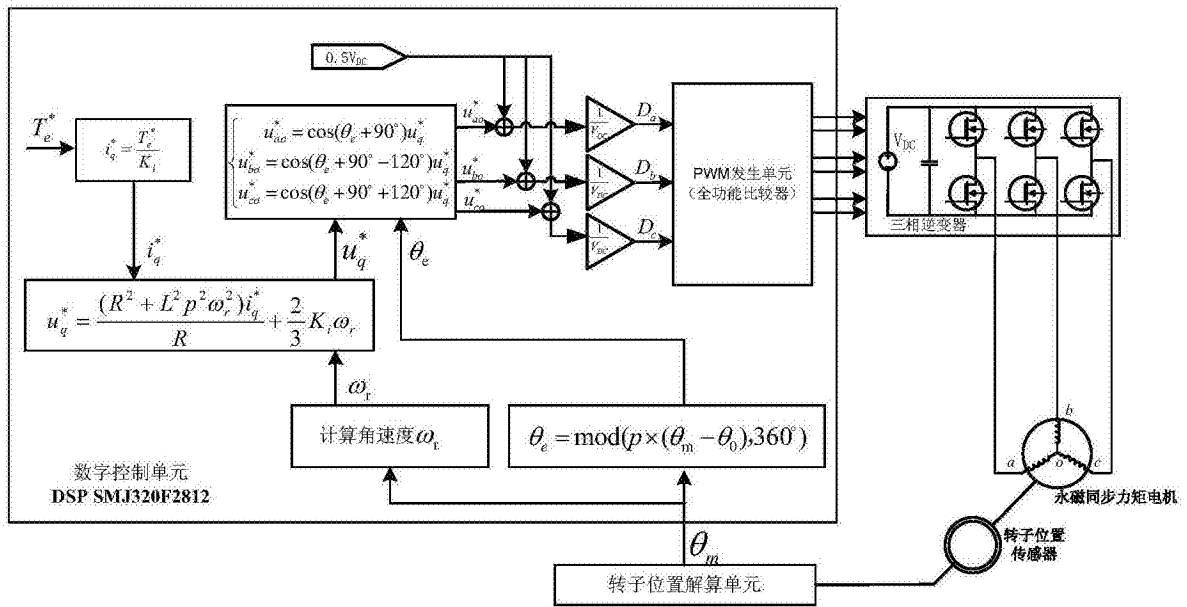 0.5V_DC
T_e^*
i_q^* = T_e^* / K_i
u_ao^* = cos(θ_e + 90°)u_q^*
u_bo^* = cos(θ_e + 90° − 120°)u_q^*
u_co^* = cos(θ_e + 90° + 120°)u_q^*
u_ao^*
u_bo^*
u_co^*
1/V_DC
1/V_DC
1/V_DC
D_a
D_b
D_c
PWM发生单元
（全功能比较器）
V_DC
三相逆变器
i_q^*
u_q^*
θ_e
u_q^* = (R² + L²p²ω_r²)i_q^* / R + 2/3 K_i ω_r
ω_r
计算角速度ω_r
θ_e = mod(p×(θ_m − θ_0),360°)
数字控制单元
DSP SMJ320F2812
a
b
o
c
永磁同步力矩电机
转子位置
传感器
θ_m
转子位置解算单元